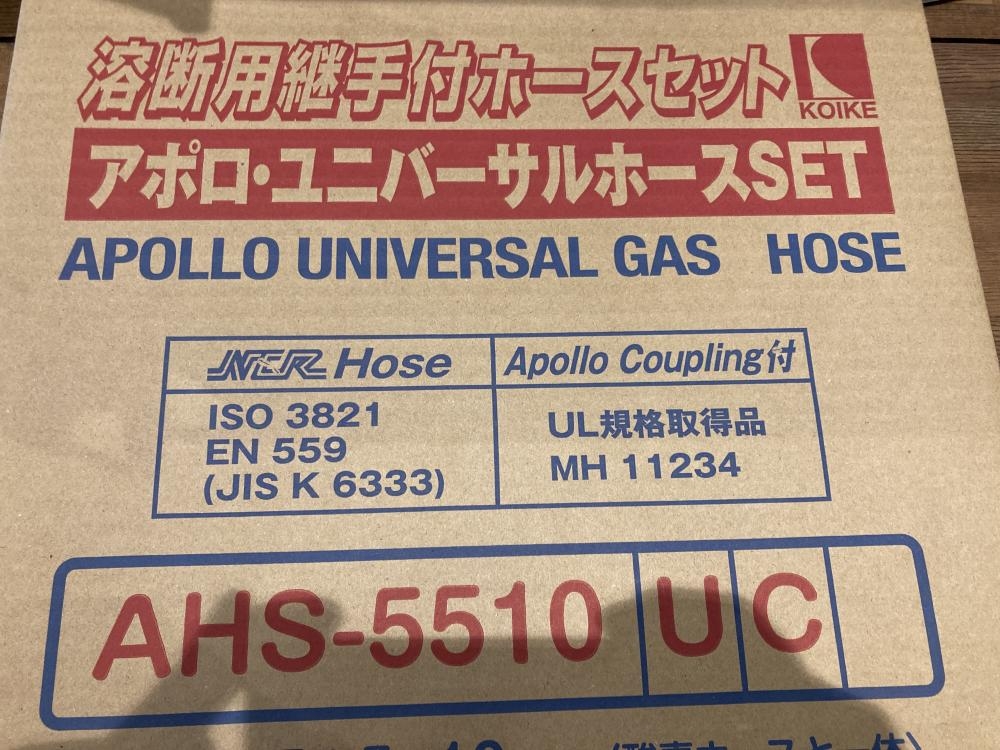 溶断用継手付ホースセット
KOIKE
アポロ・ユニバーサルホースSET
APOLLO UNIVERSAL GAS HOSE
NCR Hose
Apollo Coupling付
ISO 3821
EN 559
(JIS K 6333)
UL規格取得品
MH 11234
AHS-5510 U C